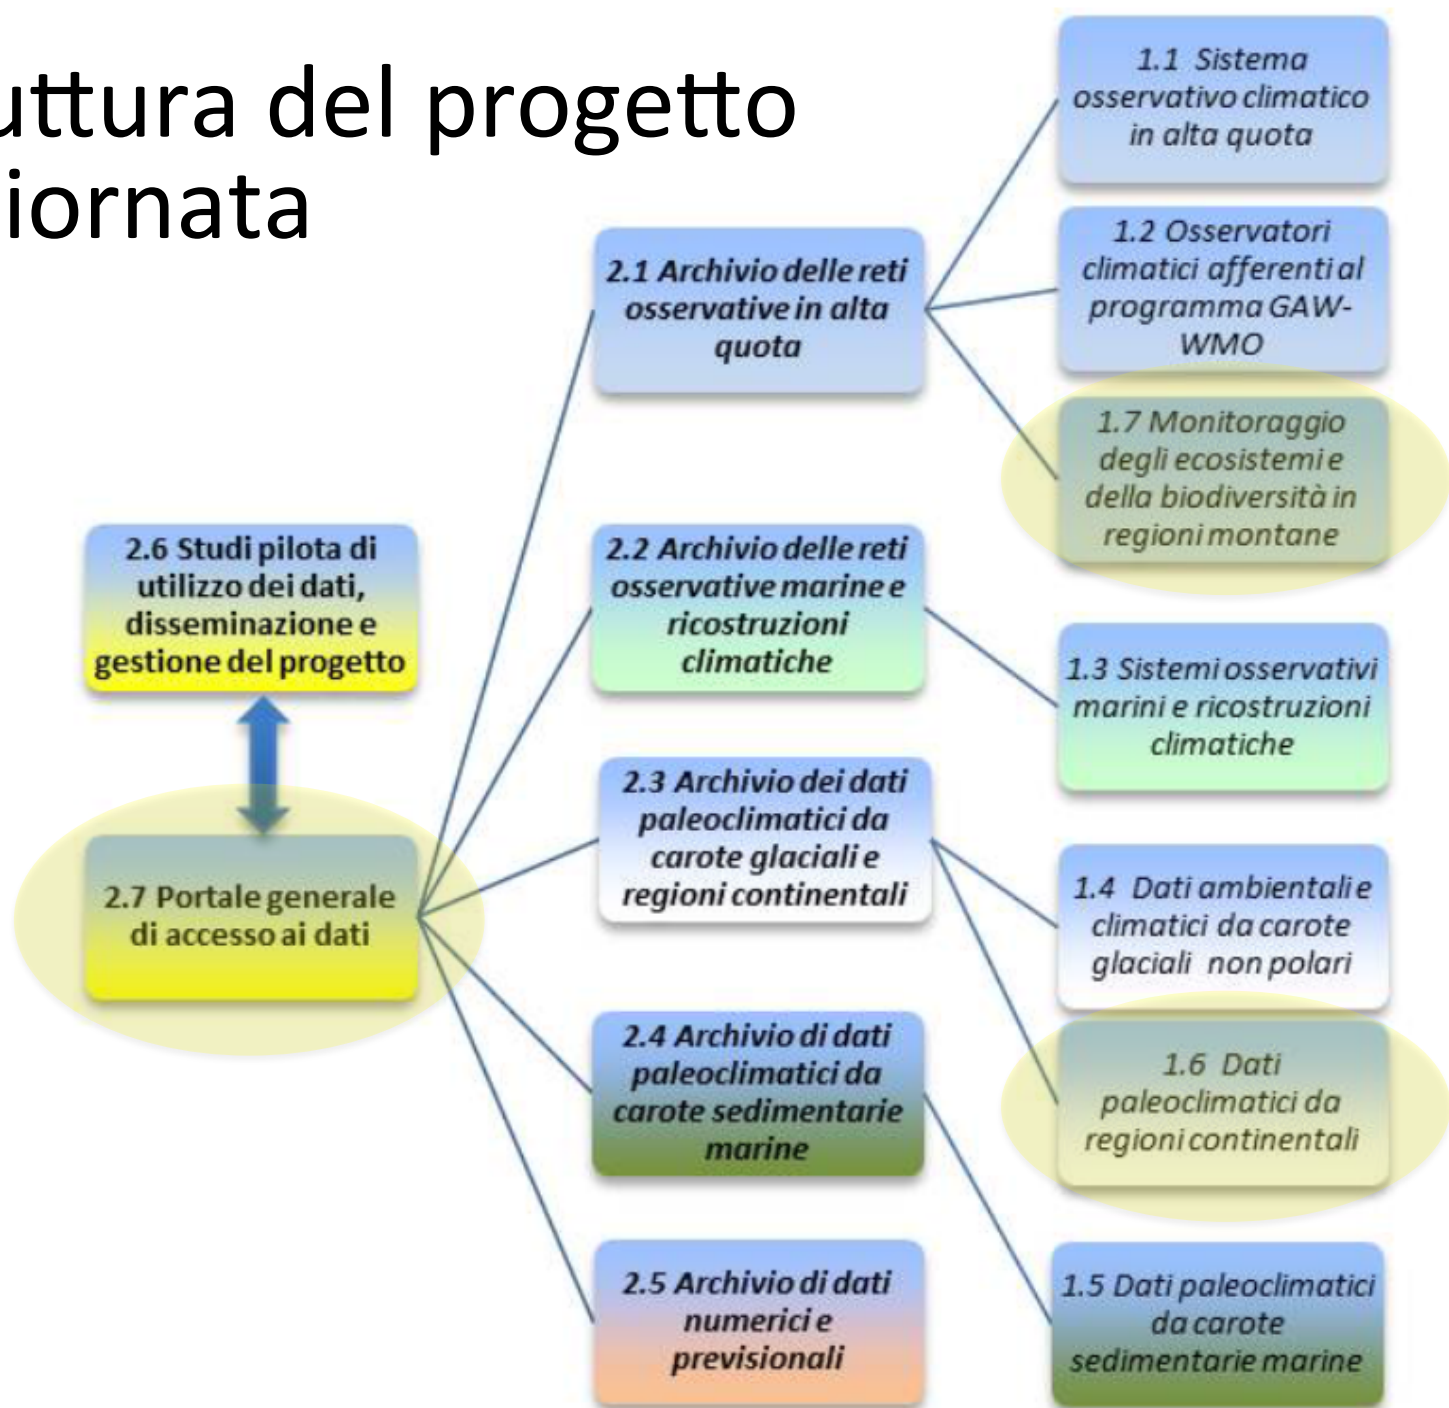 uttura del progetto
iornata
1.1 Sistema
osservativo climatico
in alta quota
1.2 Osservatori
climatici afferenti al
programma GAW-
WMO
1.7 Monitoraggio
degli ecosistemi e
della biodiversità in
regioni montane
2.1 Archivio delle reti
osservative in alta
quota
2.6 Studi pilota di
utilizzo dei dati,
disseminazione e
gestione del progetto
2.2 Archivio delle reti
osservative marine e
ricostruzioni
climatiche
1.3 Sistemi osservativi
marini e ricostruzioni
climatiche
2.3 Archivio dei dati
paleoclimatici da
carote glaciali e
regioni continentali
2.7 Portale generale
di accesso ai dati
1.4 Dati ambientali e
climatici da carote
glaciali non polari
2.4 Archivio di dati
paleoclimatici da
carote sedimentarie
marine
1.6 Dati
paleoclimatici da
regioni continentali
2.5 Archivio di dati
numerici e
previsionali
1.5 Dati paleoclimatici
da carote
sedimentarie marine